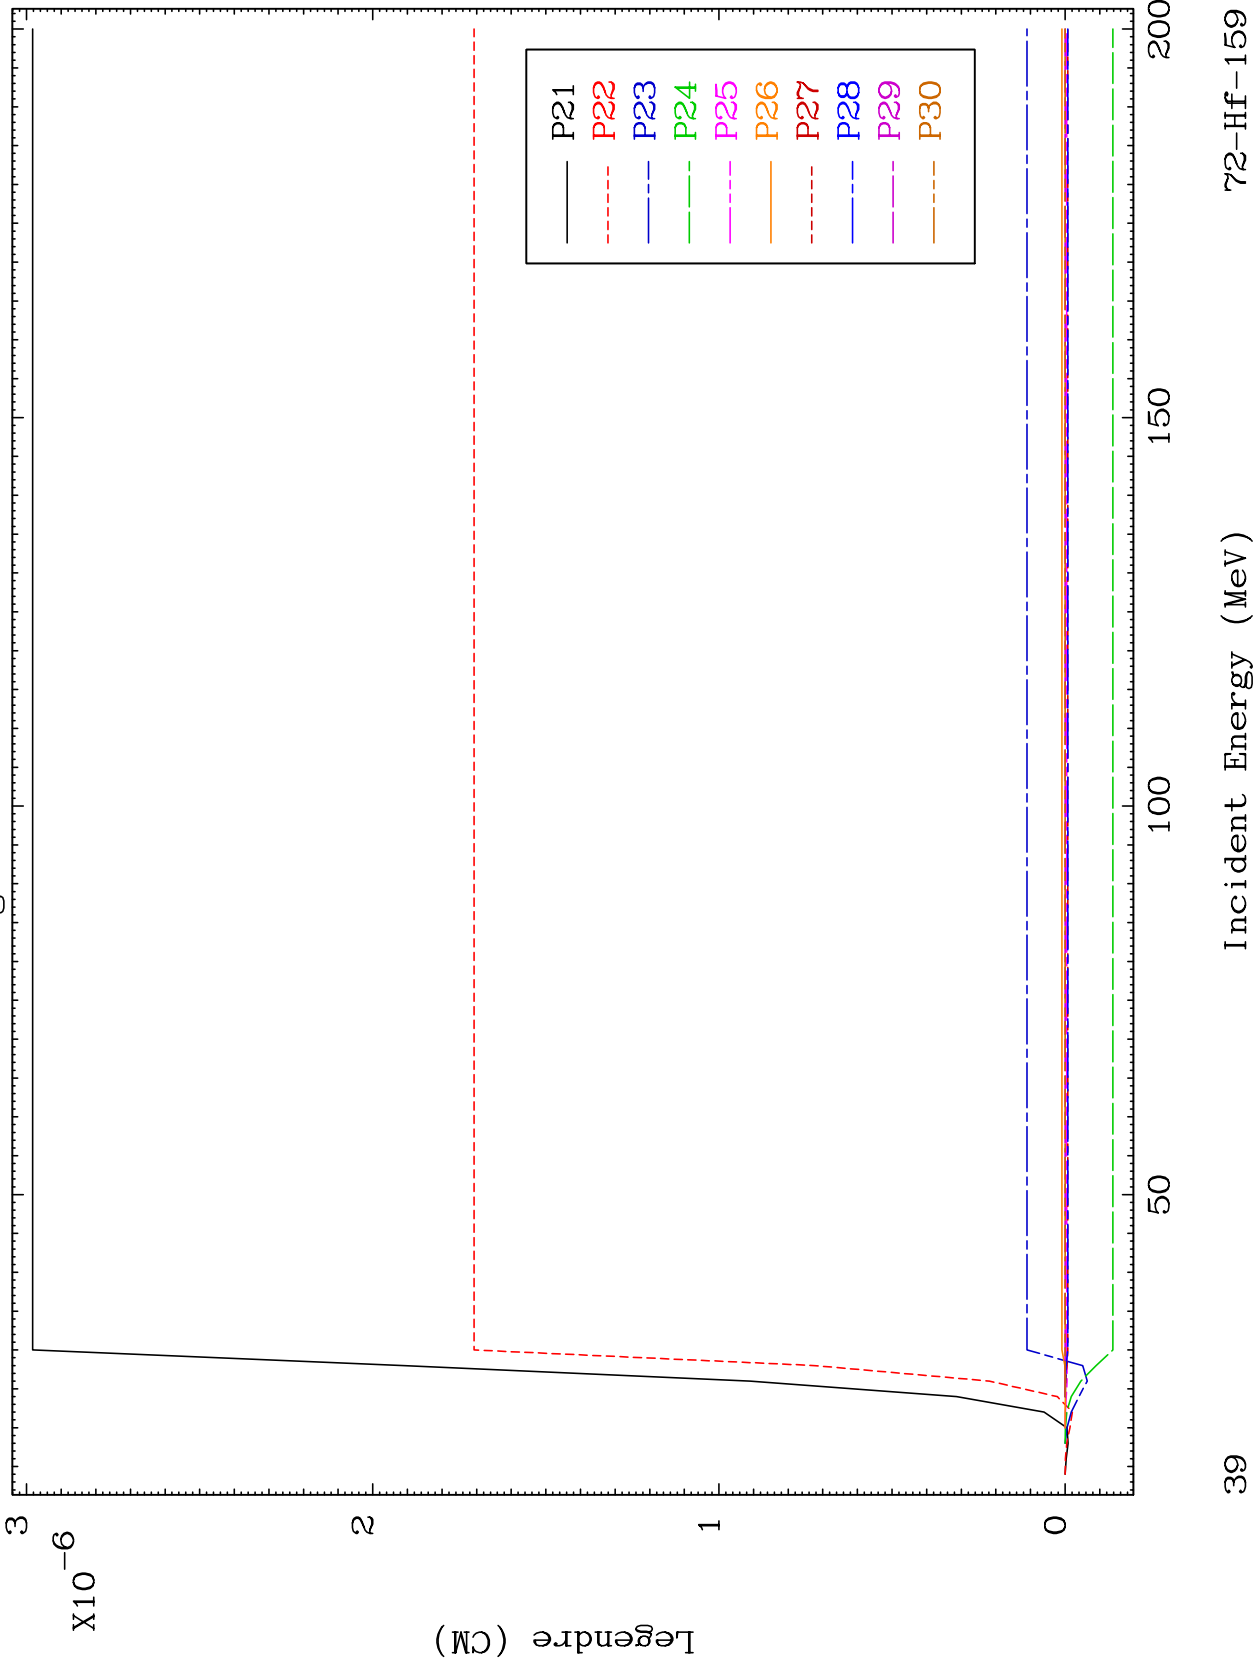 3
2
1
0
X10-6
Legendre (CM)
P21
P22
P23
P24
P25
P26
P27
P28
P29
P30
50
100
150
200
39
Incident Energy (MeV)
72-Hf-159